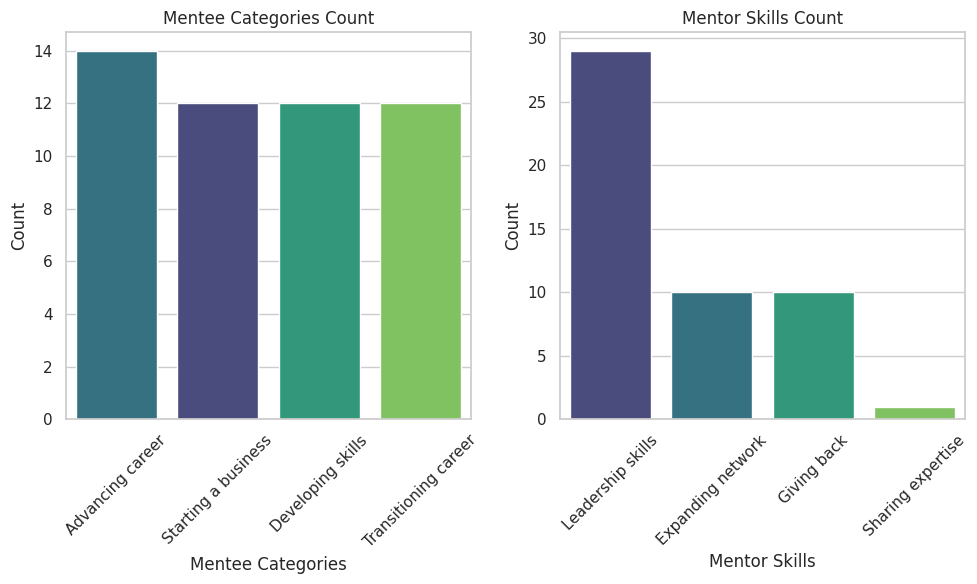 Mentee Categories Count
Count
14
12
10
8
6
4
2
0
Advancing career
Starting a business
Developing skills
Transitioning career
Mentee Categories
Mentor Skills Count
Count
30
25
20
15
10
5
0
Leadership skills
Expanding network
Giving back
Sharing expertise
Mentor Skills